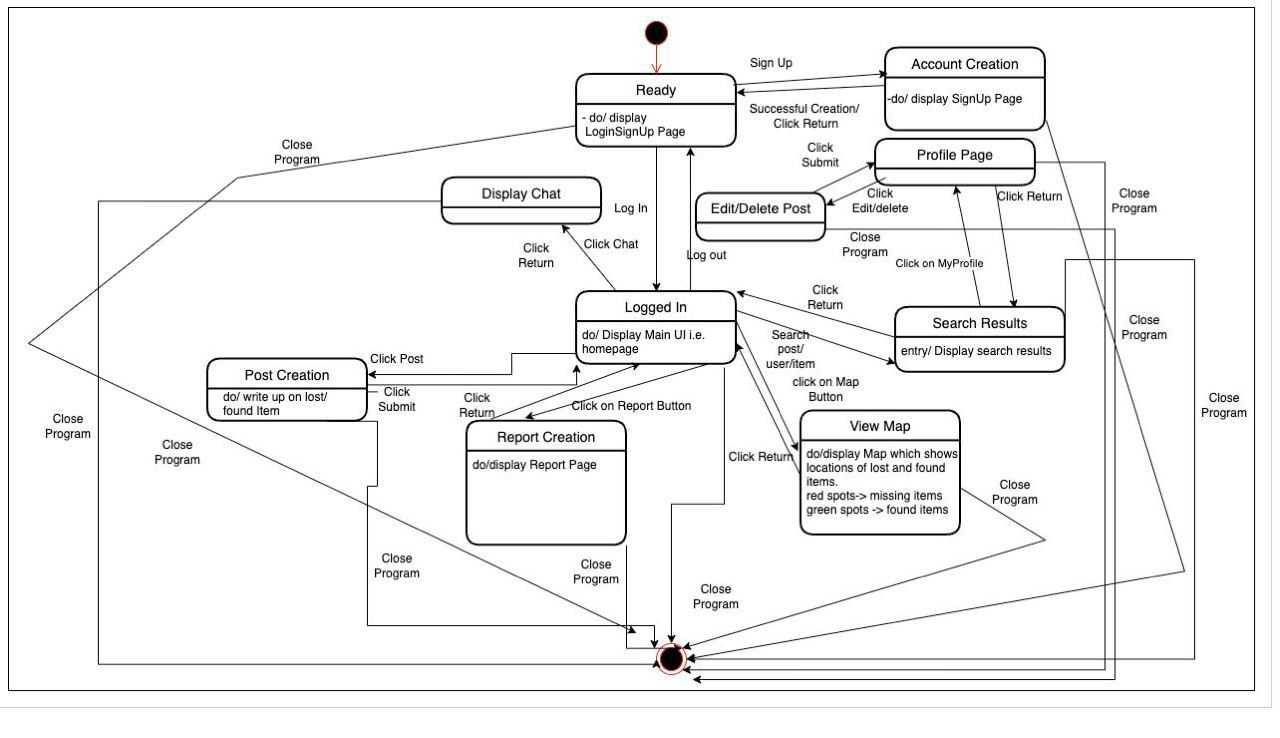 Sign Up
Account Creation
-do/ display SignUp Page
Ready
- do/ display
LoginSignUp Page
Successful Creation/
Click Return
Close
Program
Click
Submit
Profile Page
Display Chat
Log In
Edit/Delete Post
Click
Edit/delete
Click Return
Close
Program
Click
Return
Click Chat
Log out
Close
Program
Click on MyProfile
Logged In
do/ Display Main UI i.e.
homepage
Click
Return
Search
post/
user/item
Search Results
entry/ Display search results
Close
Program
Click Post
Post Creation
do/ write up on lost/
found Item
Click
Submit
Click
Return
Click on Report Button
click on Map
Button
Close
Program
Close
Program
Close
Program
Report Creation
do/display Report Page
Click Return
View Map
do/display Map which shows
locations of lost and found
items.
red spots-> missing items
green spots -> found items
Close
Program
Close
Program
Close
Program
Close
Program